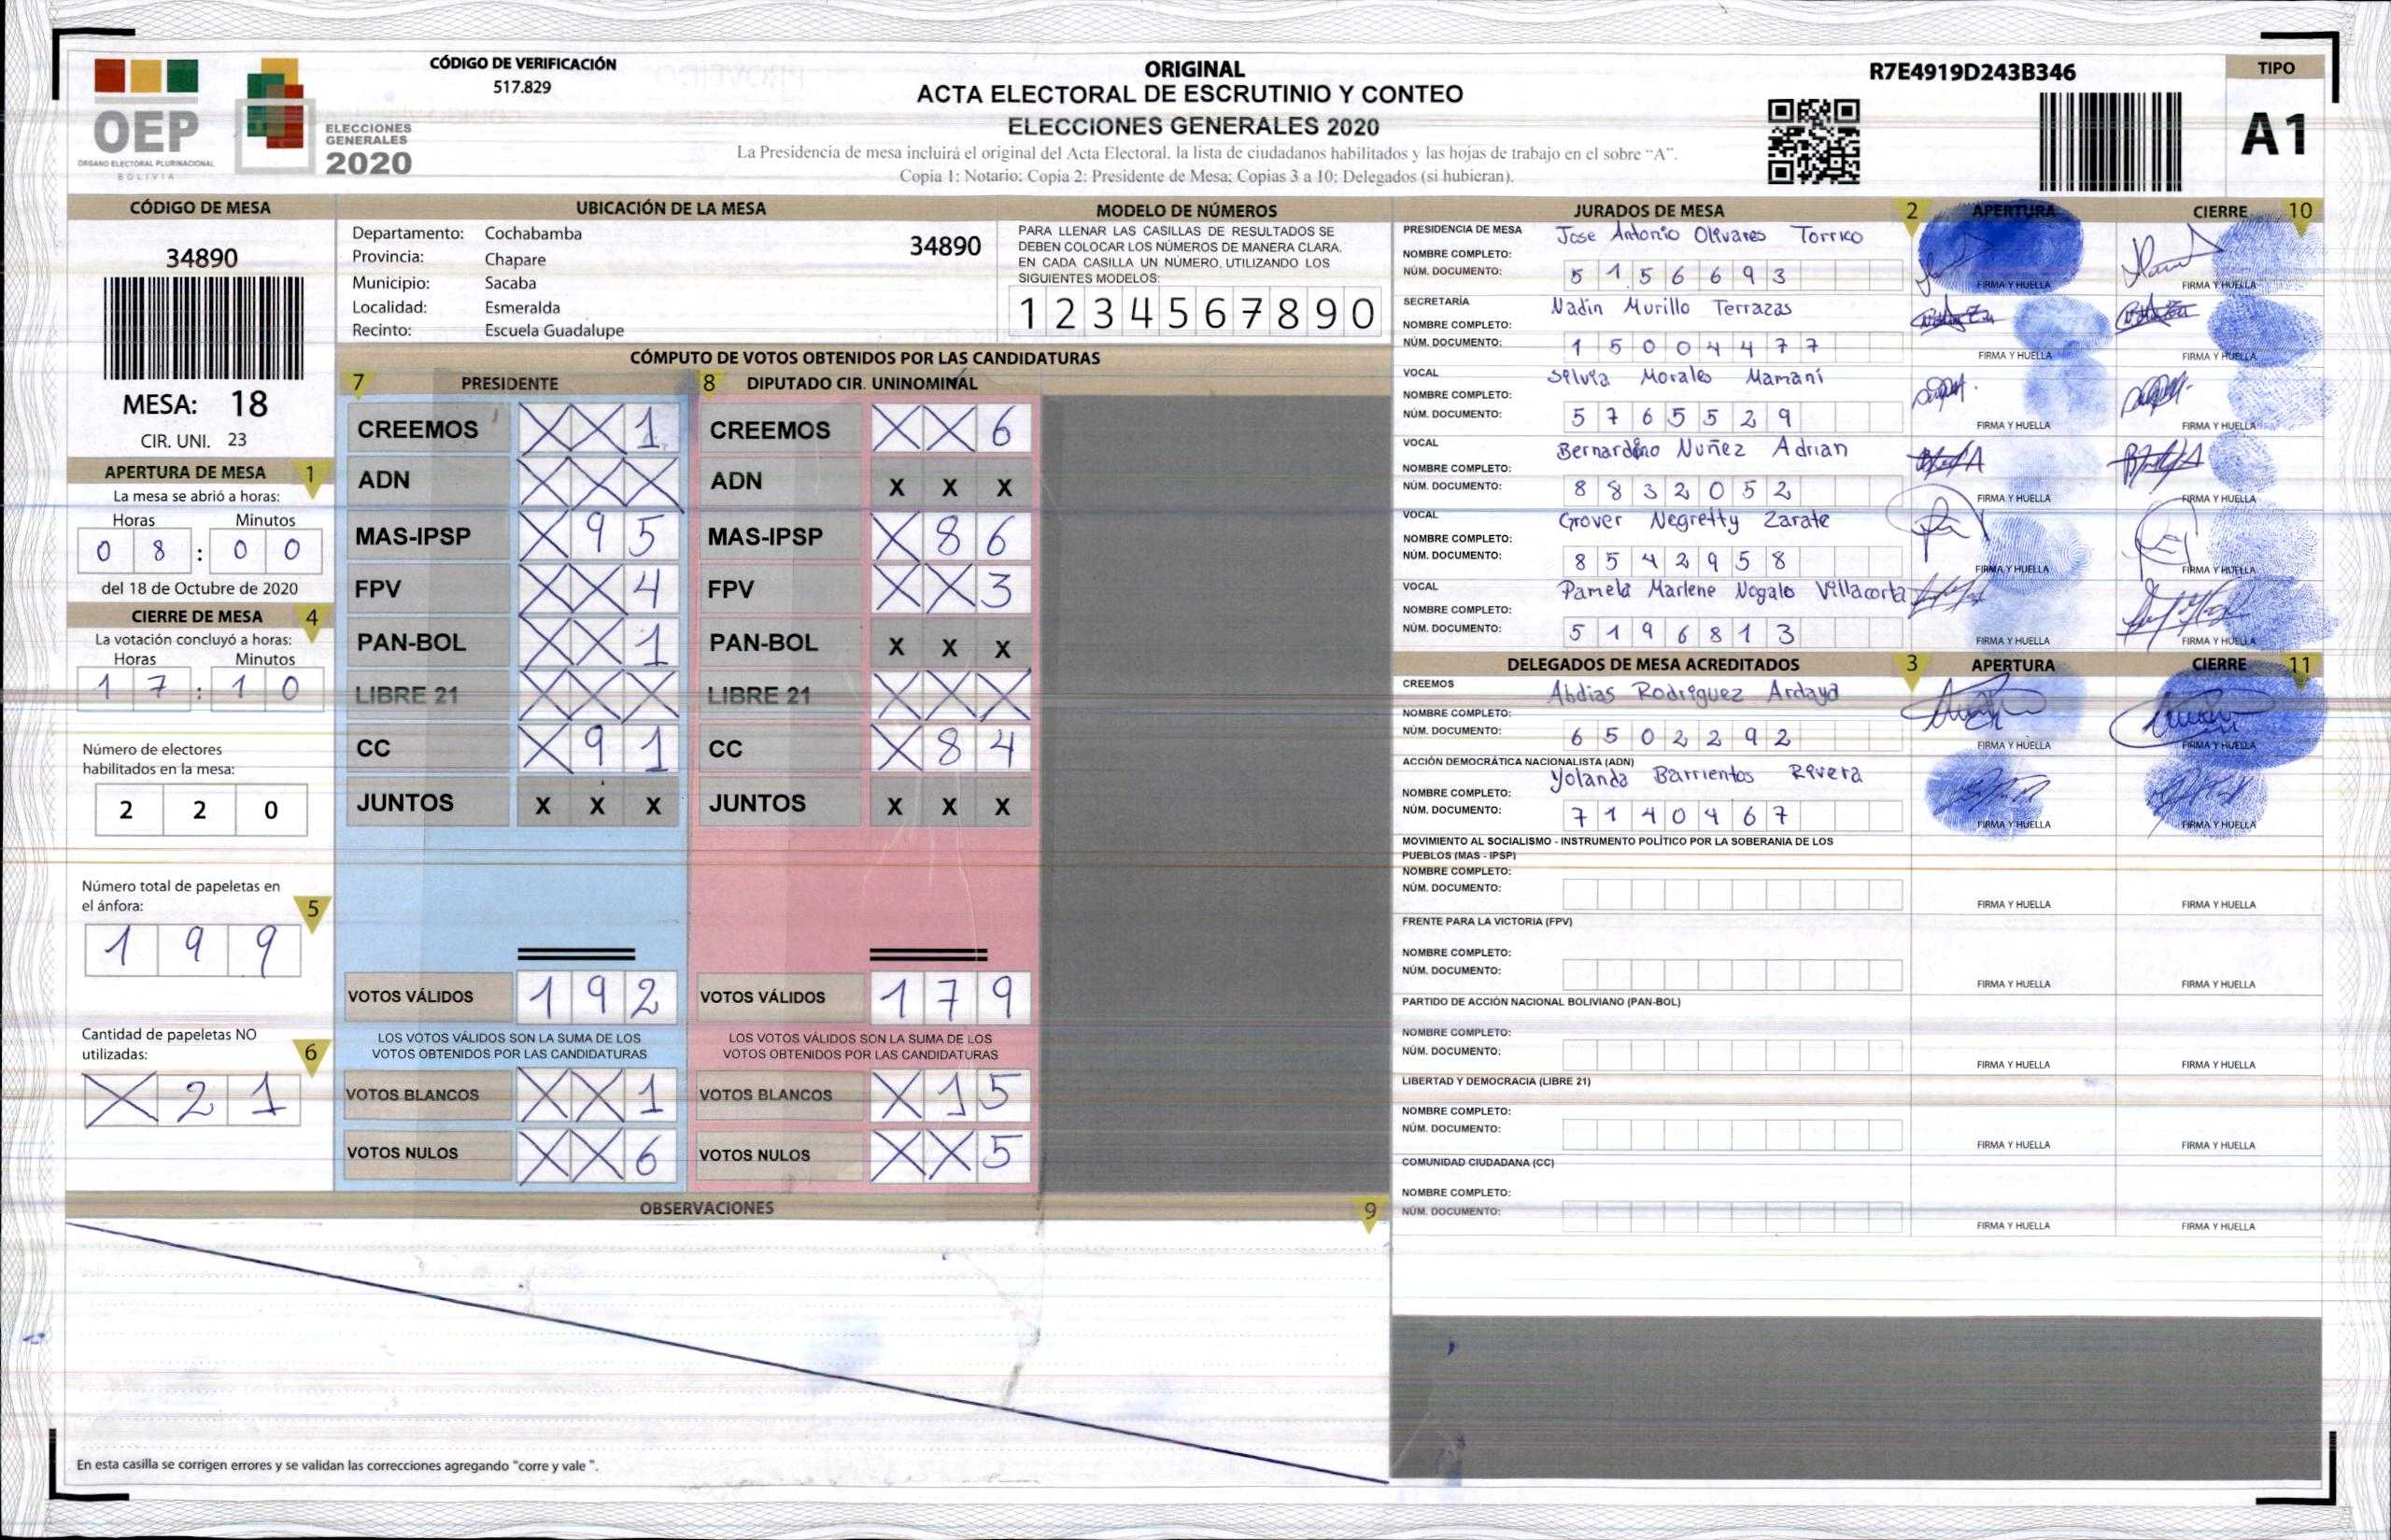 CÓDIGO DE VERIFICACIÓN
517.829
ORIGINAL
ACTA ELECTORAL DE ESCRUTINIO Y CONTEO
ELECCIONES GENERALES 2020
La Presidencia de mesa incluirá el original del Acta Electoral, la lista de ciudadanos habilitados y las hojas de trabajo en el sobre "A".
Copia 1: Notario; Copia 2: Presidente de Mesa; Copias 3 a 10: Delegados (si hubieran).
R7E4919D243B346
TIPO
A1
OEP
ÓRGANO ELECTORAL PLURINACIONAL
BOLIVIA
ELECCIONES
GENERALES
2020
CÓDIGO DE MESA
34890
MESA: 18
CIR. UNI. 23
APERTURA DE MESA 1
La mesa se abrió a horas:
Horas Minutos
0 8 : 0 0
del 18 de Octubre de 2020
CIERRE DE MESA 4
La votación concluyó a horas:
Horas Minutos
1 7 : 1 0
Número de electores
habilitados en la mesa:
2 2 0
Número total de papeletas en
el ánfora:
5
1 9 9
Cantidad de papeletas NO
utilizadas:
6
X 2 1
UBICACIÓN DE LA MESA
Departamento: Cochabamba
34890
Provincia: Chapare
Municipio: Sacaba
Localidad: Esmeralda
Recinto: Escuela Guadalupe
MODELO DE NÚMEROS
PARA LLENAR LAS CASILLAS DE RESULTADOS SE
DEBEN COLOCAR LOS NÚMEROS DE MANERA CLARA.
EN CADA CASILLA UN NÚMERO, UTILIZANDO LOS
SIGUIENTES MODELOS:
1 2 3 4 5 6 7 8 9 0
CÓMPUTO DE VOTOS OBTENIDOS POR LAS CANDIDATURAS
7 PRESIDENTE 8 DIPUTADO CIR. UNINOMINAL
CREEMOS X X 1 CREEMOS X X 6
ADN X X X ADN X X X
MAS-IPSP X 9 5 MAS-IPSP X 8 6
FPV X X 4 FPV X X 3
PAN-BOL X X 1 PAN-BOL X X X
LIBRE 21 X X X LIBRE 21 X X X
CC X 9 1 CC X 8 4
JUNTOS X X X JUNTOS X X X
VOTOS VÁLIDOS 1 9 2 VOTOS VÁLIDOS 1 7 9
LOS VOTOS VÁLIDOS SON LA SUMA DE LOS LOS VOTOS VÁLIDOS SON LA SUMA DE LOS
VOTOS OBTENIDOS POR LAS CANDIDATURAS VOTOS OBTENIDOS POR LAS CANDIDATURAS
VOTOS BLANCOS X X 1 VOTOS BLANCOS X 1 5
VOTOS NULOS X X 6 VOTOS NULOS X X 5
OBSERVACIONES 9
En esta casilla se corrigen errores y se validan las correcciones agregando "corre y vale ".
JURADOS DE MESA 2 APERTURA CIERRE 10
PRESIDENCIA DE MESA Jose Antonio Olivares Torrico
NOMBRE COMPLETO:
NÚM. DOCUMENTO: 5 1 5 6 6 9 3 FIRMA Y HUELLA FIRMA Y HUELLA
SECRETARÍA Nadin Murillo Terrazas
NOMBRE COMPLETO:
NÚM. DOCUMENTO: 1 5 0 0 4 4 7 7 FIRMA Y HUELLA FIRMA Y HUELLA
VOCAL Silvia Morales Mamani
NOMBRE COMPLETO:
NÚM. DOCUMENTO: 5 7 6 5 5 2 9 FIRMA Y HUELLA FIRMA Y HUELLA
VOCAL Bernardino Nuñez Adrian
NOMBRE COMPLETO:
NÚM. DOCUMENTO: 8 8 3 2 0 5 2 FIRMA Y HUELLA FIRMA Y HUELLA
VOCAL Grover Negretty Zarate
NOMBRE COMPLETO:
NÚM. DOCUMENTO: 8 5 4 2 9 5 8 FIRMA Y HUELLA FIRMA Y HUELLA
VOCAL Pamela Marlene Nogalo Villacorta
NOMBRE COMPLETO:
NÚM. DOCUMENTO: 5 1 9 6 8 1 3 FIRMA Y HUELLA FIRMA Y HUELLA
DELEGADOS DE MESA ACREDITADOS 3 APERTURA CIERRE 11
CREEMOS Abdias Rodriguez Ardaya
NOMBRE COMPLETO:
NÚM. DOCUMENTO: 6 5 0 2 2 9 2 FIRMA Y HUELLA FIRMA Y HUELLA
ACCIÓN DEMOCRÁTICA NACIONALISTA (ADN)
Yolanda Barrientos Rivera
NOMBRE COMPLETO:
NÚM. DOCUMENTO: 7 1 4 0 4 6 7 FIRMA Y HUELLA FIRMA Y HUELLA
MOVIMIENTO AL SOCIALISMO - INSTRUMENTO POLÍTICO POR LA SOBERANIA DE LOS
PUEBLOS (MAS - IPSP)
NOMBRE COMPLETO:
NÚM. DOCUMENTO: FIRMA Y HUELLA FIRMA Y HUELLA
FRENTE PARA LA VICTORIA (FPV)
NOMBRE COMPLETO:
NÚM. DOCUMENTO: FIRMA Y HUELLA FIRMA Y HUELLA
PARTIDO DE ACCIÓN NACIONAL BOLIVIANO (PAN-BOL)
NOMBRE COMPLETO:
NÚM. DOCUMENTO: FIRMA Y HUELLA FIRMA Y HUELLA
LIBERTAD Y DEMOCRACIA (LIBRE 21)
NOMBRE COMPLETO:
NÚM. DOCUMENTO: FIRMA Y HUELLA FIRMA Y HUELLA
COMUNIDAD CIUDADANA (CC)
NOMBRE COMPLETO:
NÚM. DOCUMENTO: FIRMA Y HUELLA FIRMA Y HUELLA